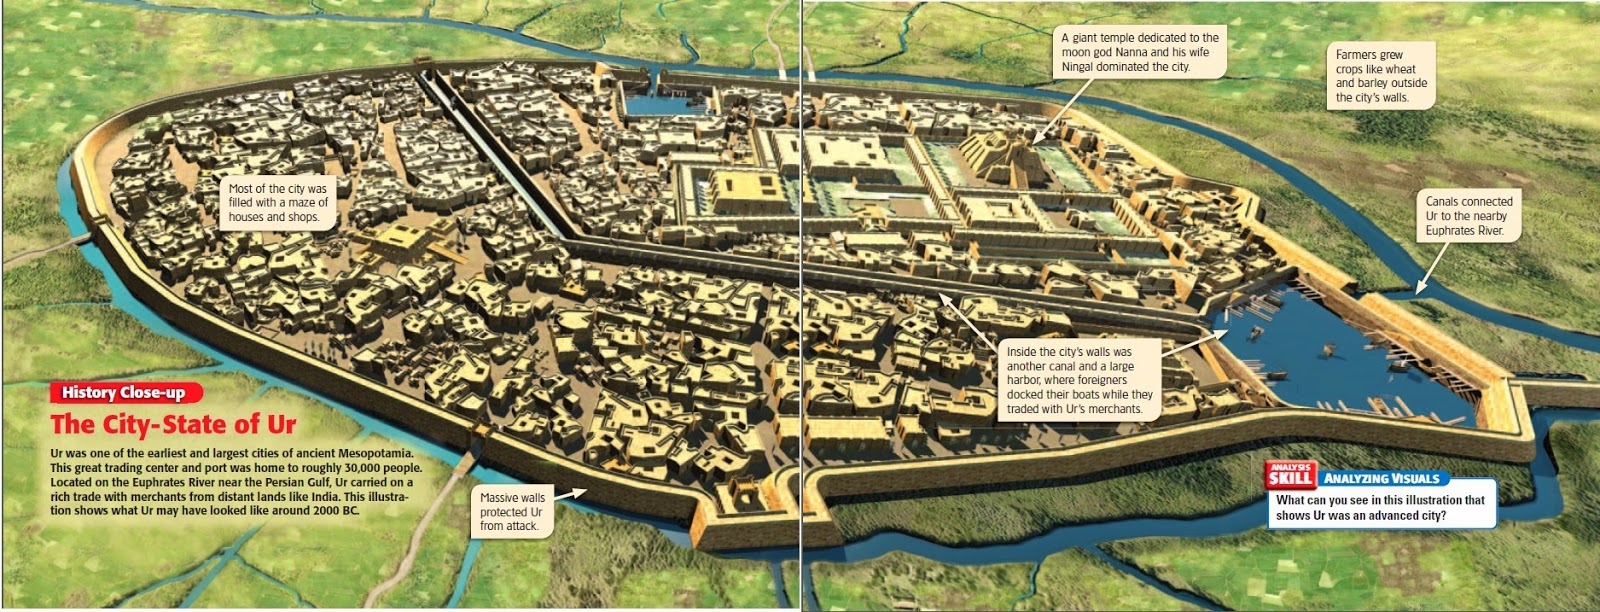 A giant temple dedicated to the
moon god Nanna and his wife
Ningal dominated the city.
Farmers grew
crops like wheat
and barley outside
the city's walls.
Most of the city was
filled with a maze of
houses and shops.
Canals connected
Ur to the nearby
Euphrates River.
Inside the city's walls was
another canal and a large
harbor, where foreigners
docked their boats while they
traded with Ur's merchants.
History Close-up
The City-State of Ur
Ur was one of the earliest and largest cities of ancient Mesopotamia.
This great trading center and port was home to roughly 30,000 people.
Located on the Euphrates River near the Persian Gulf, Ur carried on a
rich trade with merchants from distant lands like India. This illustra-
tion shows what Ur may have looked like around 2000 BC.
Massive walls
protected Ur
from attack.
ANALYSIS
SKILL
ANALYZING VISUALS
What can you see in this illustration that
shows Ur was an advanced city?